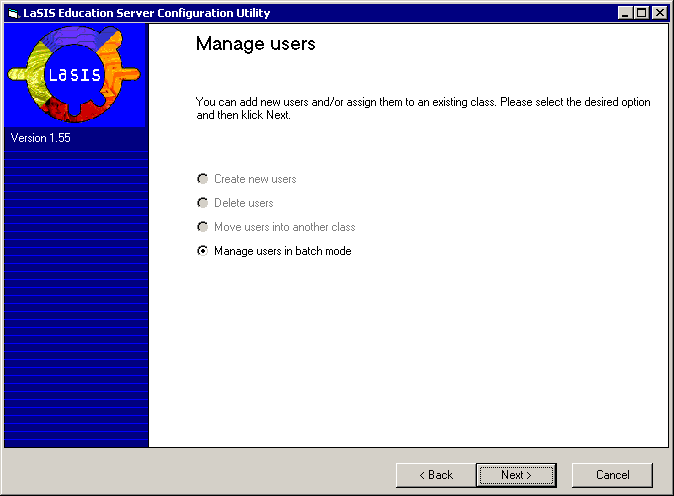 LaSIS Education Server Configuration Utility
LaSIS
Manage users
Version 1.55
You can add new users and/or assign them to an existing class. Please select the desired option
and then klick Next.
Create new users
Delete users
Move users into another class
Manage users in batch mode
< Back
Next >
Cancel